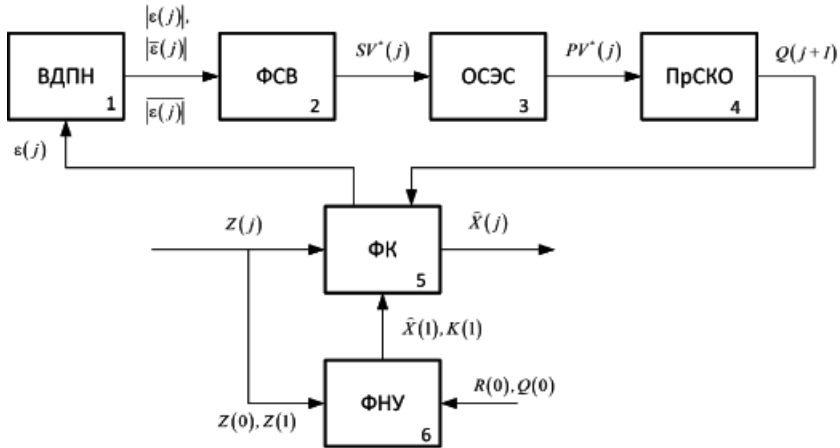 |ε(j)|,
|ε̄(j)|
SV*(j)
PV*(j)
Q(j+1)
ВДПН
ФСВ
ОСЭС
ПрСКО
1
2
3
4
|ε(j)|‾
ε(j)
Z(j)
X̂(j)
ФК
5
X̂(1), K(1)
ФНУ
R(0), Q(0)
Z(0), Z(1)
6